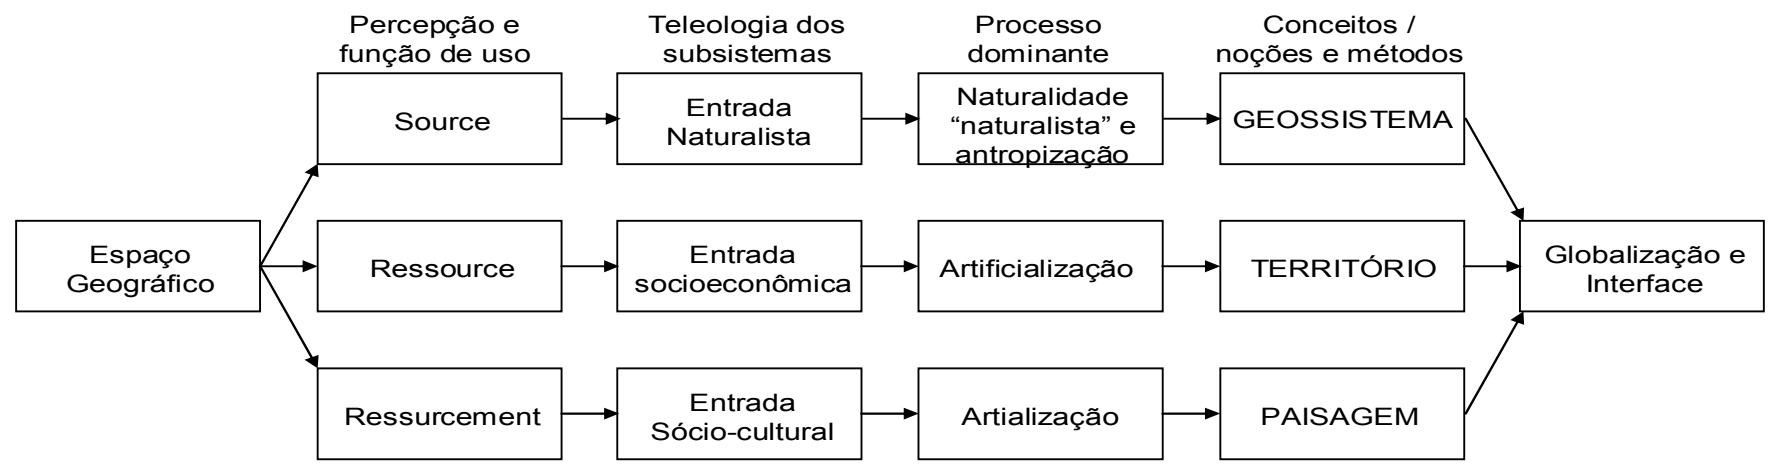 Percepção e
função de uso
Teleologia dos
subsistemas
Processo
dominante
Conceitos /
noções e métodos
Source
Entrada
Naturalista
Naturalidade
“naturalista” e
antropização
GEOSSISTEMA
Espaço
Geográfico
Ressource
Entrada
socioeconômica
Artificialização
TERRITÓRIO
Globalização e
Interface
Ressurcement
Entrada
Sócio-cultural
Artialização
PAISAGEM